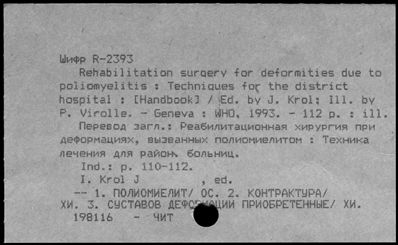 Шифр R-2393
Rehabilitation surgery for deformities due to
poliomyelitis : Techniques for the district
hospital : [Handbook] / Ed. by J. Krol; Ill. by
P. Virolle. - Geneva : WHO, 1993. - 112 p. : ill.
Перевод загл.: Реабилитационная хирургия при
деформациях, вызванных полиомиелитом : Техника
лечения для район. больниц.
Ind.: p. 110-112.
I. Krol J , ed.
-- 1. ПОЛИОМИЕЛИТ/ ОС. 2. КОНТРАКТУРА/
ХИ. 3. СУСТАВОВ ДЕФОРМАЦИИ ПРИОБРЕТЕННЫЕ/ ХИ.
198116 - ЧИТ